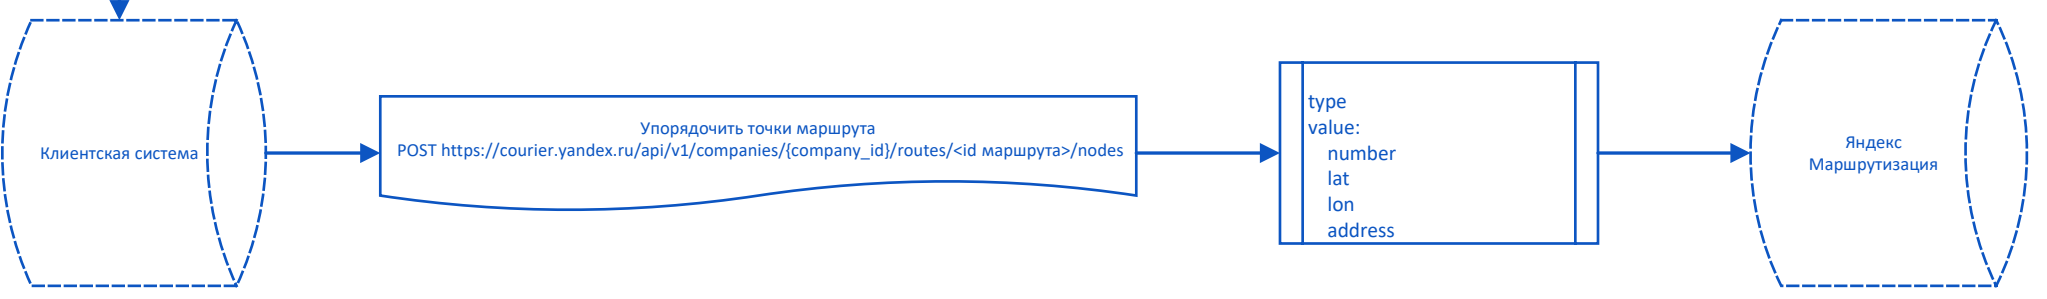 Клиентская система
Упорядочить точки маршрута
POST https://courier.yandex.ru/api/v1/companies/{company_id}/routes/<id маршрута>/nodes
type
value:
number
lat
lon
address
Яндекс
Маршрутизация